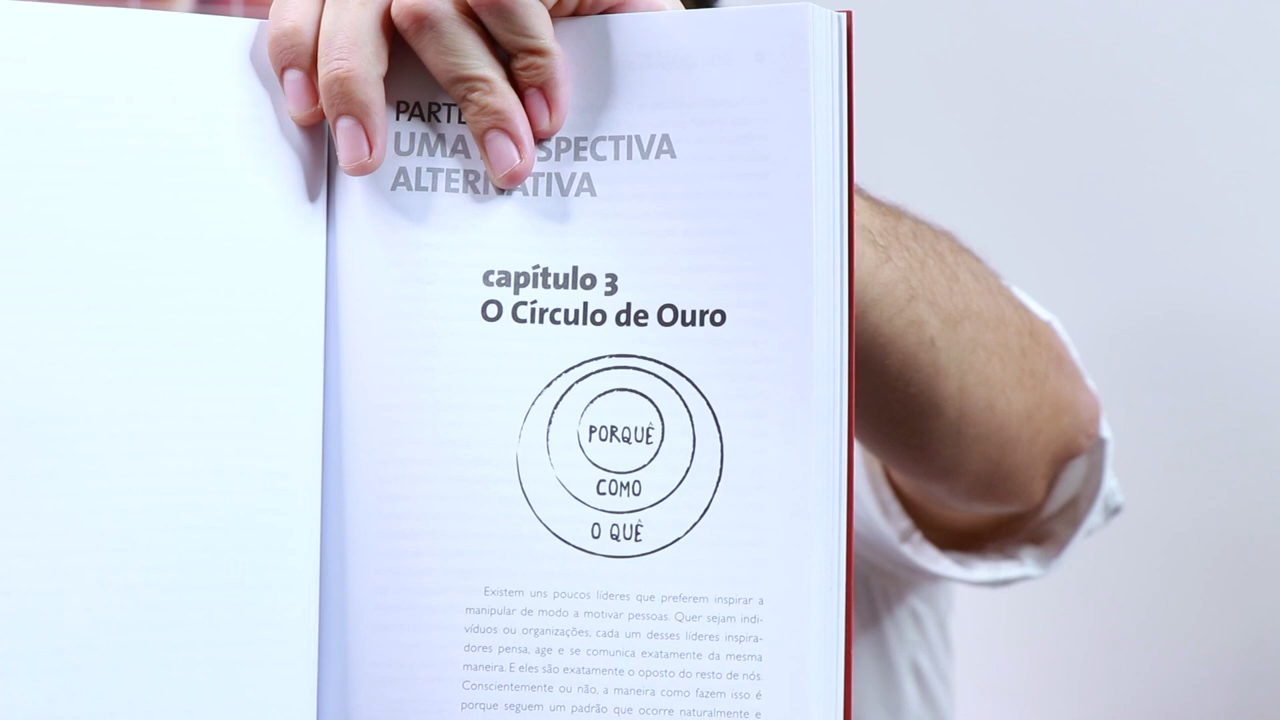 PARTE
UMA PERSPECTIVA
ALTERNATIVA
capítulo 3
O Círculo de Ouro
PORQUÊ
COMO
O QUÊ
Existem uns poucos líderes que preferem inspirar a
manipular de modo a motivar pessoas. Quer sejam indi-
víduos ou organizações, cada um desses líderes inspira-
dores pensa, age e se comunica exatamente da mesma
maneira. E eles são exatamente o oposto do resto de nós.
Conscientemente ou não, a maneira como fazem isso é
porque seguem um padrão que ocorre naturalmente e